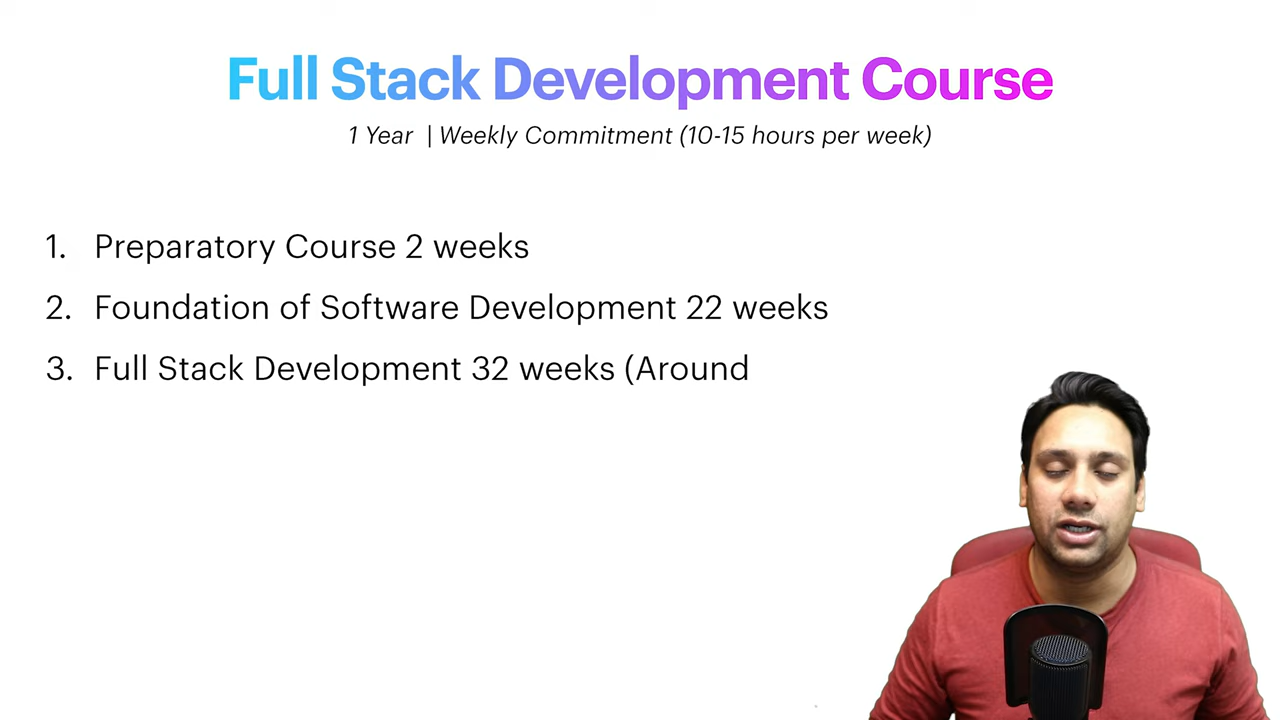 Full Stack Development Course
1 Year | Weekly Commitment (10-15 hours per week)
1. Preparatory Course 2 weeks
2. Foundation of Software Development 22 weeks
3. Full Stack Development 32 weeks (Around